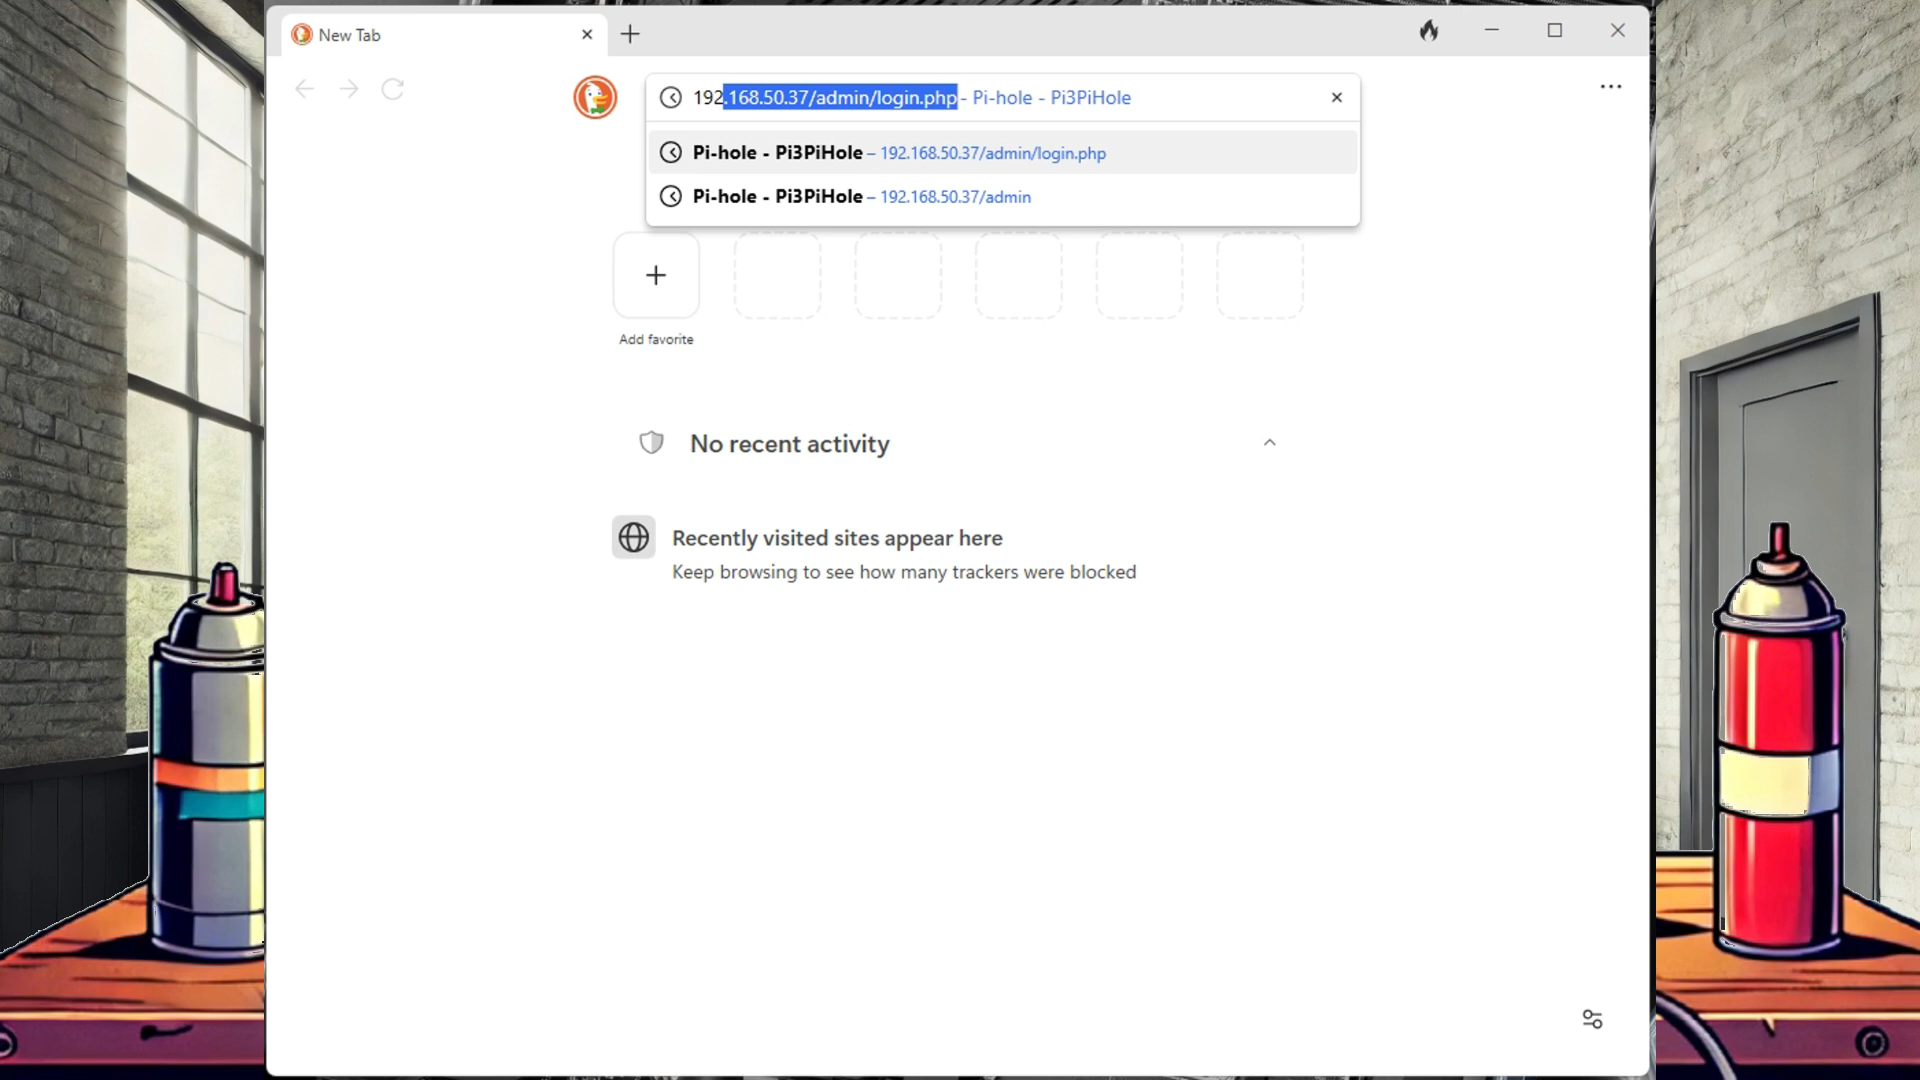 New Tab
192.168.50.37/admin/login.php - Pi-hole - Pi3PiHole
Pi-hole - Pi3PiHole – 192.168.50.37/admin/login.php
Pi-hole - Pi3PiHole – 192.168.50.37/admin
Add favorite
No recent activity
Recently visited sites appear here
Keep browsing to see how many trackers were blocked